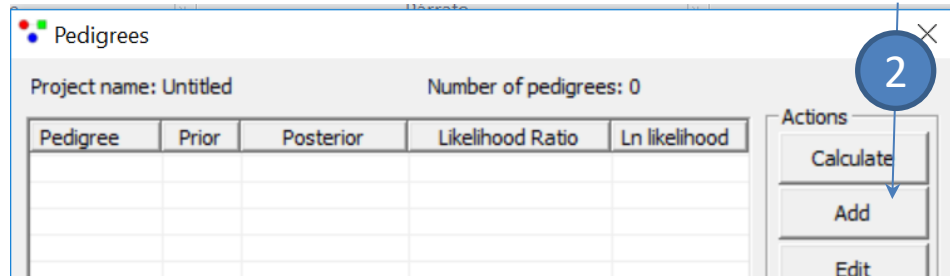 Pedigrees
2
Project name: Untitled Number of pedigrees: 0
Actions
Pedigree Prior Posterior Likelihood Ratio Ln likelihood
Calculate
Add
Edit